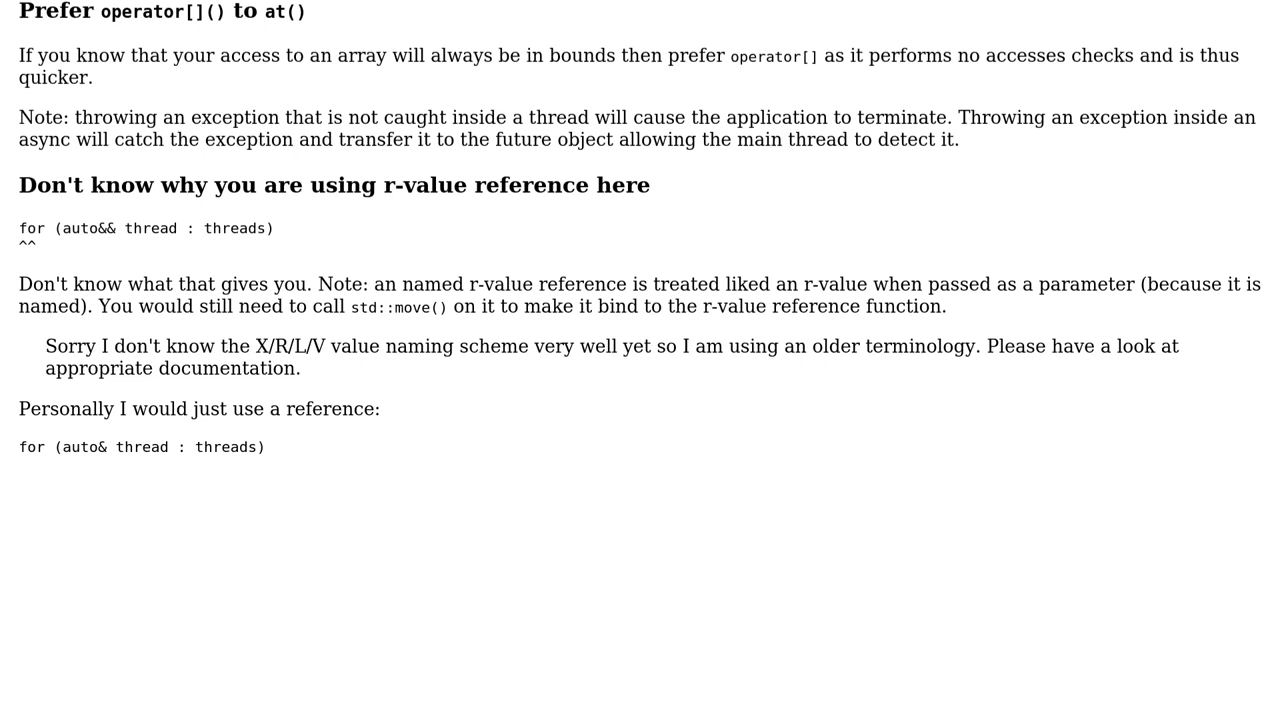 Prefer operator[]() to at()
If you know that your access to an array will always be in bounds then prefer operator[] as it performs no accesses checks and is thus
quicker.
Note: throwing an exception that is not caught inside a thread will cause the application to terminate. Throwing an exception inside an
async will catch the exception and transfer it to the future object allowing the main thread to detect it.
Don't know why you are using r-value reference here
for (auto&& thread : threads)
^^
Don't know what that gives you. Note: an named r-value reference is treated liked an r-value when passed as a parameter (because it is
named). You would still need to call std::move() on it to make it bind to the r-value reference function.
Sorry I don't know the X/R/L/V value naming scheme very well yet so I am using an older terminology. Please have a look at
appropriate documentation.
Personally I would just use a reference:
for (auto& thread : threads)